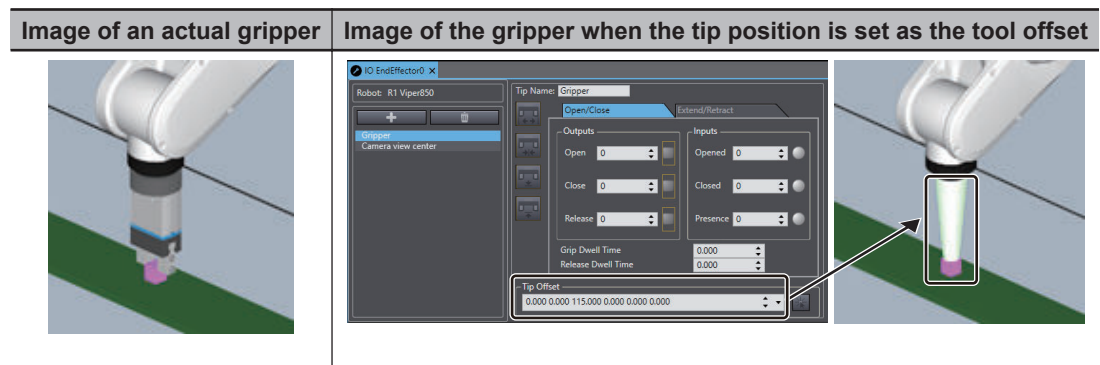 Image of an actual gripper
Image of the gripper when the tip position is set as the tool offset
IO EndEffector0
Robot: R1 Viper850
Gripper
Camera view center
Tip Name: Gripper
Open/Close
Extend/Retract
Outputs
Inputs
Open 0
Opened 0
Close 0
Closed 0
Release 0
Presence 0
Grip Dwell Time 0.000
Release Dwell Time 0.000
Tip Offset
0.000 0.000 115.000 0.000 0.000 0.000